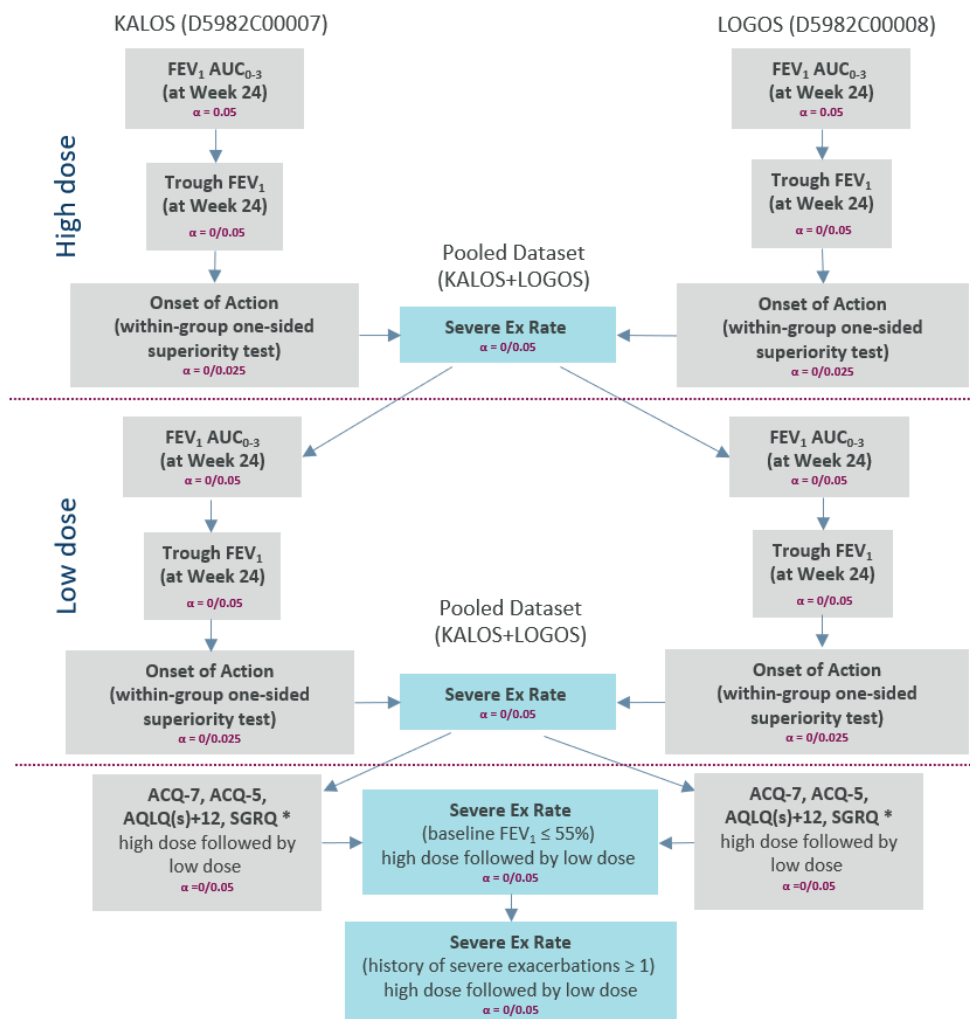 KALOS (D5982C00007)
LOGOS (D5982C00008)
High dose
FEV₁ AUC₀₋₃
(at Week 24)
α = 0.05
FEV₁ AUC₀₋₃
(at Week 24)
α = 0.05
Trough FEV₁
(at Week 24)
α = 0/0.05
Trough FEV₁
(at Week 24)
α = 0/0.05
Pooled Dataset
(KALOS+LOGOS)
Onset of Action
(within-group one-sided
superiority test)
α = 0/0.025
Severe Ex Rate
α = 0/0.05
Onset of Action
(within-group one-sided
superiority test)
α = 0/0.025
Low dose
FEV₁ AUC₀₋₃
(at Week 24)
α = 0/0.05
FEV₁ AUC₀₋₃
(at Week 24)
α = 0/0.05
Trough FEV₁
(at Week 24)
α = 0/0.05
Trough FEV₁
(at Week 24)
α = 0/0.05
Pooled Dataset
(KALOS+LOGOS)
Onset of Action
(within-group one-sided
superiority test)
α = 0/0.025
Severe Ex Rate
α = 0/0.05
Onset of Action
(within-group one-sided
superiority test)
α = 0/0.025
ACQ-7, ACQ-5,
AQLQ(s)+12, SGRQ *
high dose followed by
low dose
α =0/0.05
Severe Ex Rate
(baseline FEV₁ ≤ 55%)
high dose followed by low dose
α = 0/0.05
ACQ-7, ACQ-5,
AQLQ(s)+12, SGRQ *
high dose followed by
low dose
α =0/0.05
Severe Ex Rate
(history of severe exacerbations ≥ 1)
high dose followed by low dose
α = 0/0.05